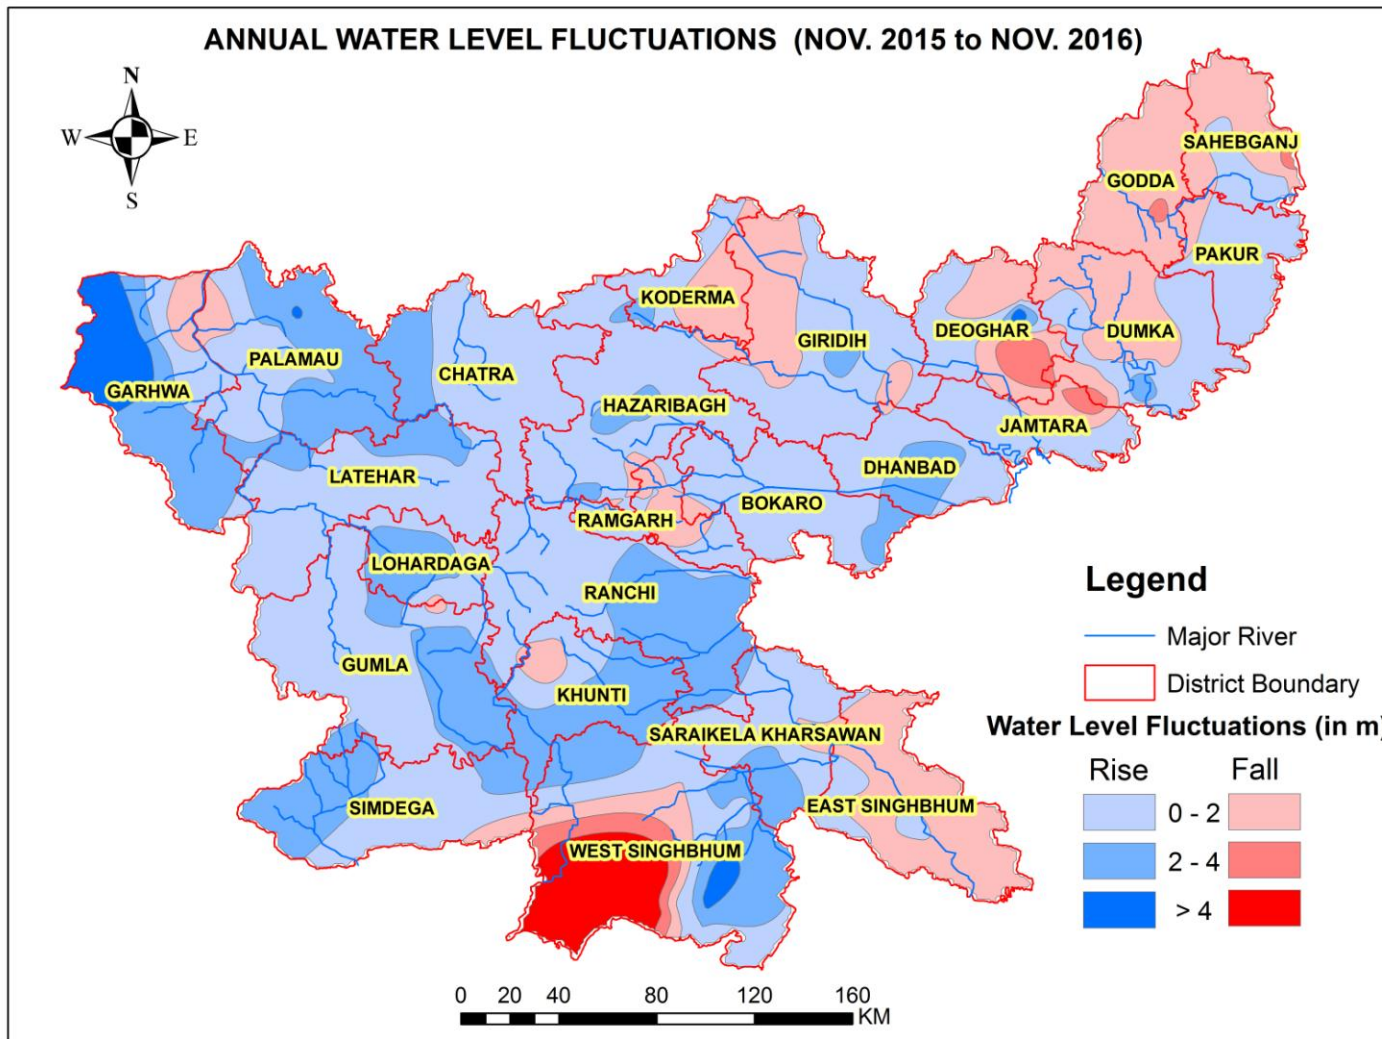 ANNUAL WATER LEVEL FLUCTUATIONS (NOV. 2015 to NOV. 2016)
N
W E
S
SAHEBGANJ
GODDA
PAKUR
KODERMA
GIRIDIH
DEOGHAR
DUMKA
PALAMAU
CHATRA
GARHWA
HAZARIBAGH
JAMTARA
LATEHAR
DHANBAD
BOKARO
RAMGARH
LOHARDAGA
RANCHI
GUMLA
KHUNTI
SARAIKELA KHARSAWAN
SIMDEGA
EAST SINGHBHUM
WEST SINGHBHUM
Legend
Major River
District Boundary
Water Level Fluctuations (in m)
Rise Fall
0 - 2
2 - 4
> 4
0 20 40 80 120 160
KM